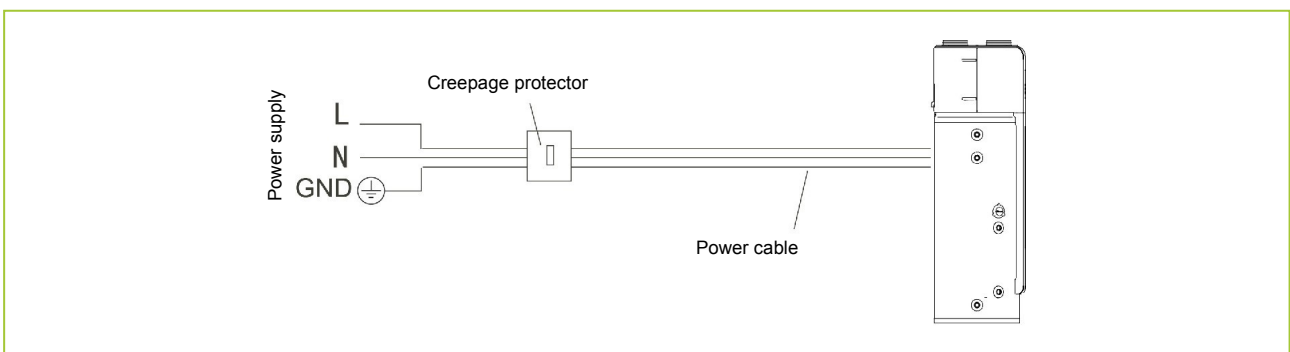 Creepage protector
Power supply
L
N
GND
Power cable